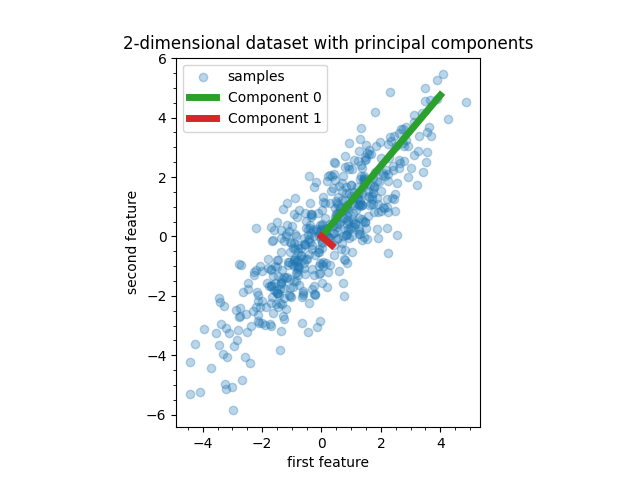 2-dimensional dataset with principal components
samples
Component 0
Component 1
6
4
2
0
−2
−4
−6
second feature
−4 −2 0 2 4
first feature